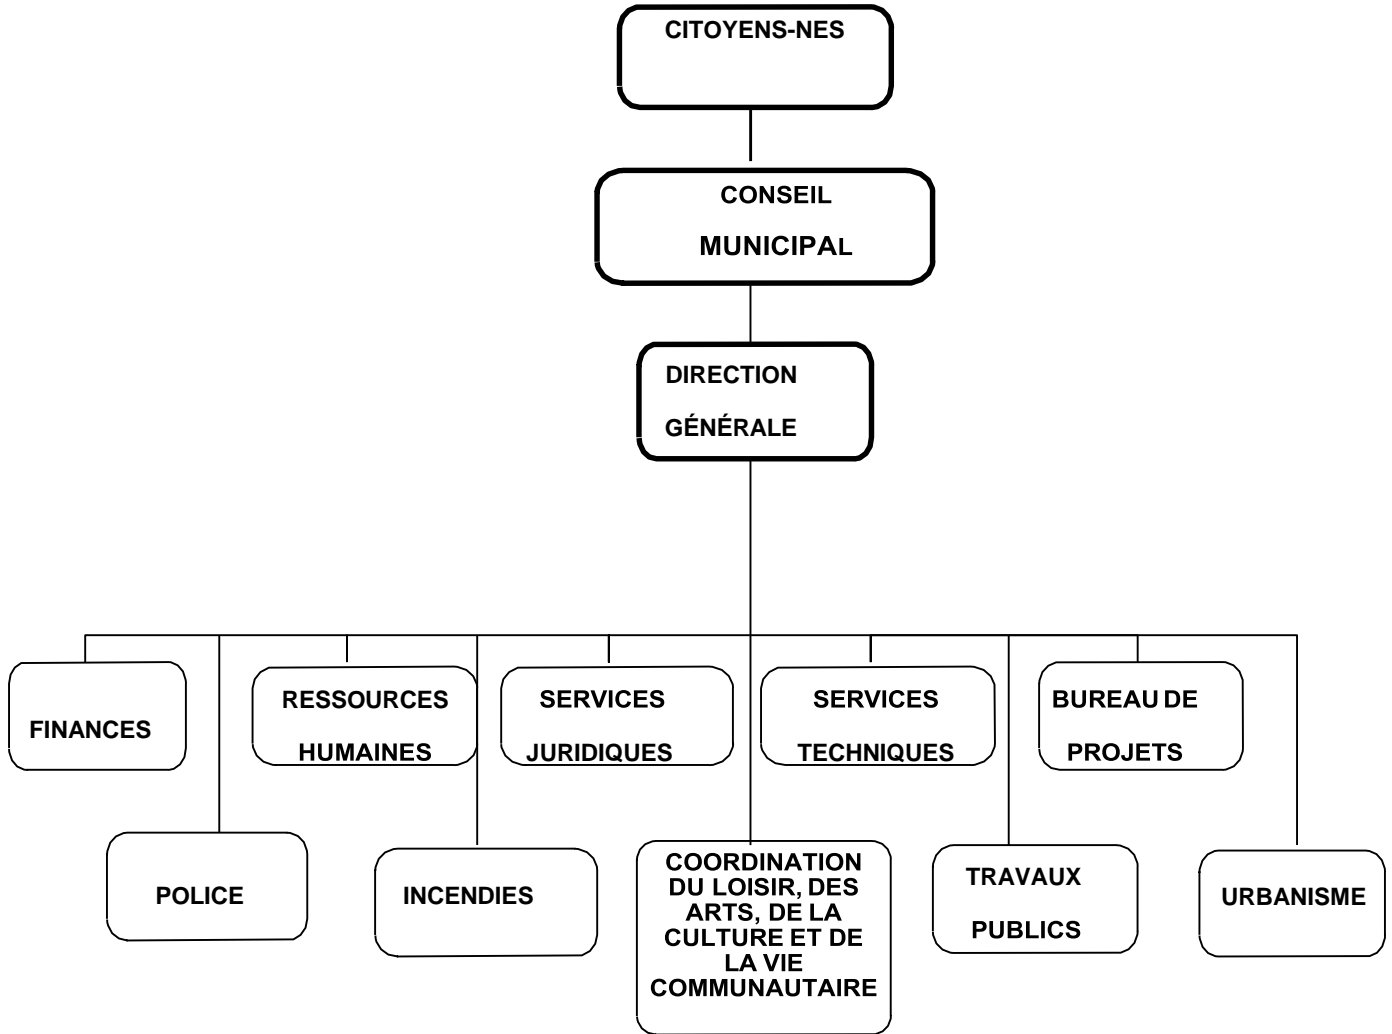 CITOYENS-NES
CONSEIL
MUNICIPAL
DIRECTION
GÉNÉRALE
FINANCES
RESSOURCES
HUMAINES
SERVICES
JURIDIQUES
SERVICES
TECHNIQUES
BUREAU DE
PROJETS
POLICE
INCENDIES
COORDINATION
DU LOISIR, DES
ARTS, DE LA
CULTURE ET DE
LA VIE
COMMUNAUTAIRE
TRAVAUX
PUBLICS
URBANISME